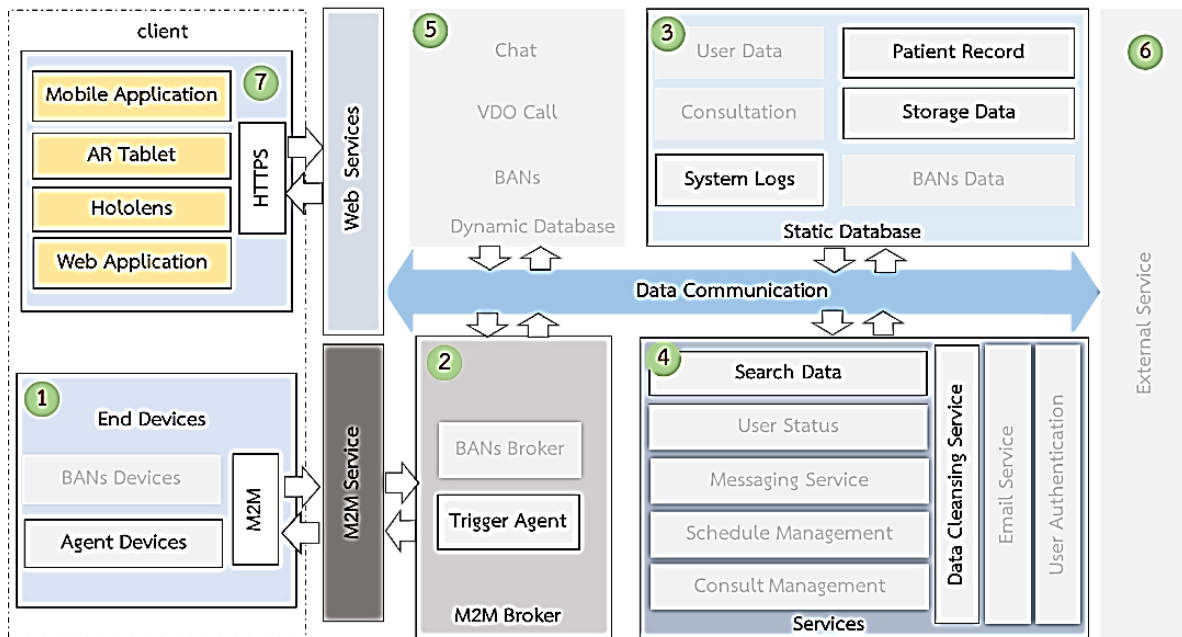 client
7
Mobile Application
AR Tablet
Hololens
Web Application
HTTPS
Web Services
1
End Devices
BANs Devices
Agent Devices
M2M
M2M Service
5
Chat
VDO Call
BANs
Dynamic Database
3
User Data
Patient Record
Consultation
Storage Data
System Logs
BANs Data
Static Database
Data Communication
2
BANs Broker
Trigger Agent
M2M Broker
4
Search Data
User Status
Messaging Service
Schedule Management
Consult Management
Data Cleansing Service
Email Service
User Authentication
Services
6
External Service